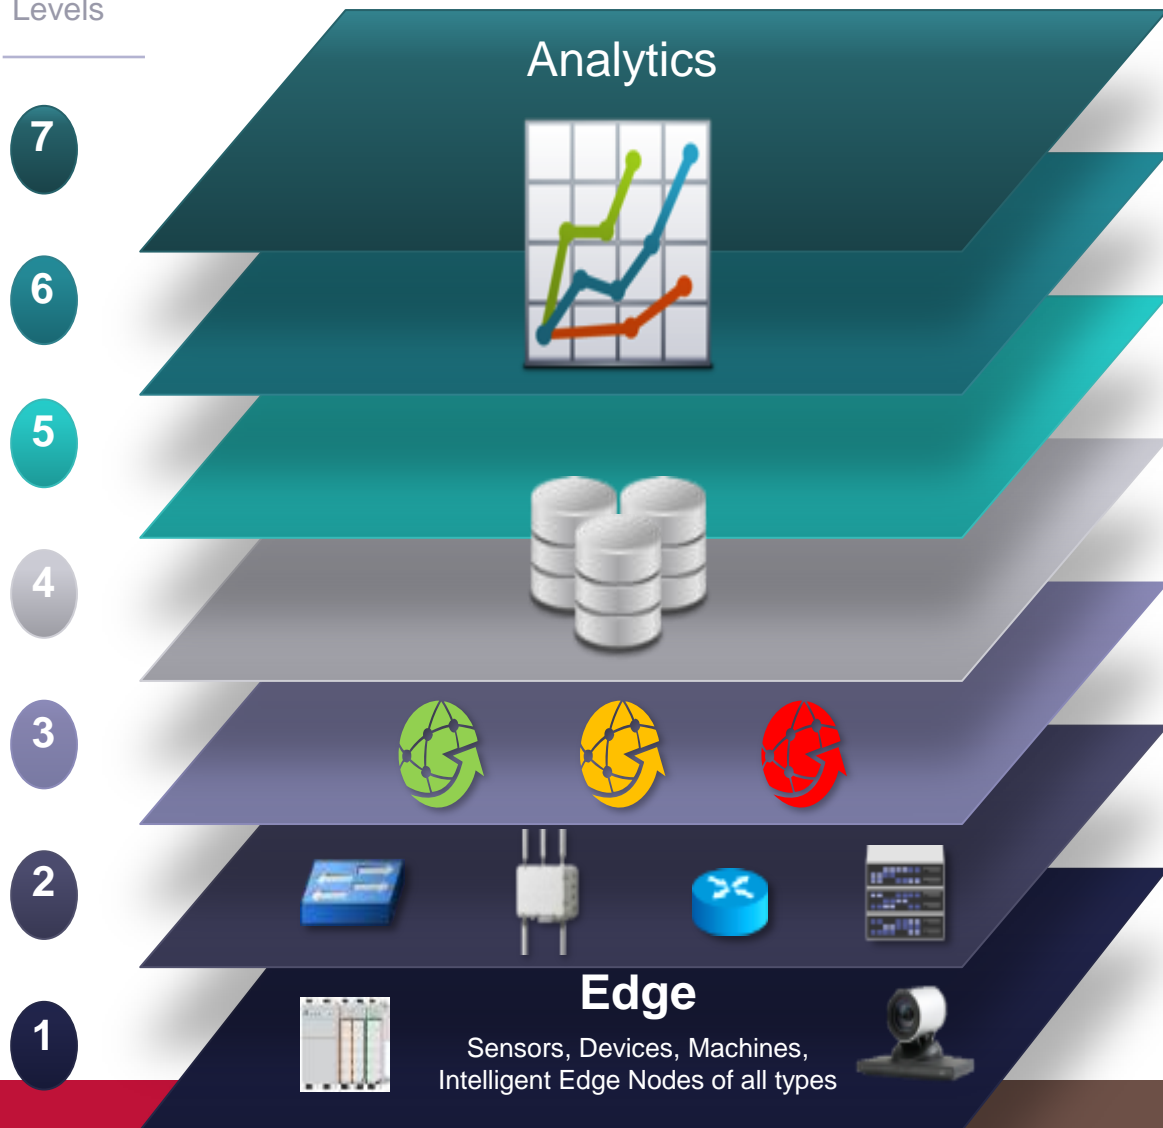 Levels
Analytics
7
6
5
4
3
2
1
Edge
Sensors, Devices, Machines,
Intelligent Edge Nodes of all types